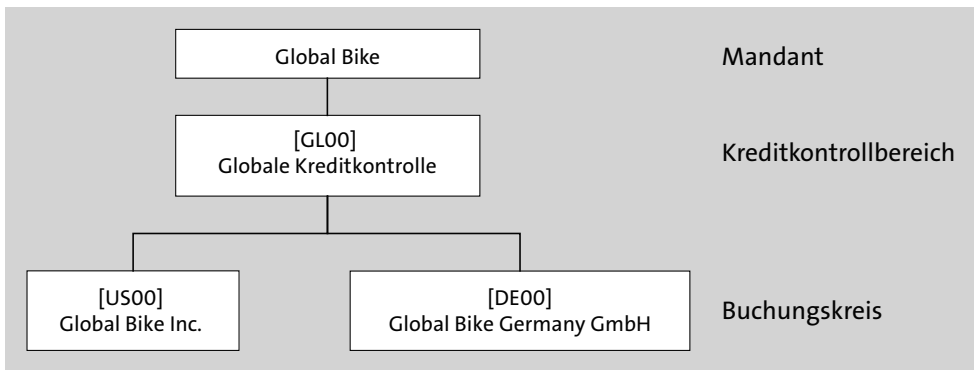 Global Bike
Mandant
[GL00]
Globale Kreditkontrolle
Kreditkontrollbereich
[US00]
Global Bike Inc.
[DE00]
Global Bike Germany GmbH
Buchungskreis